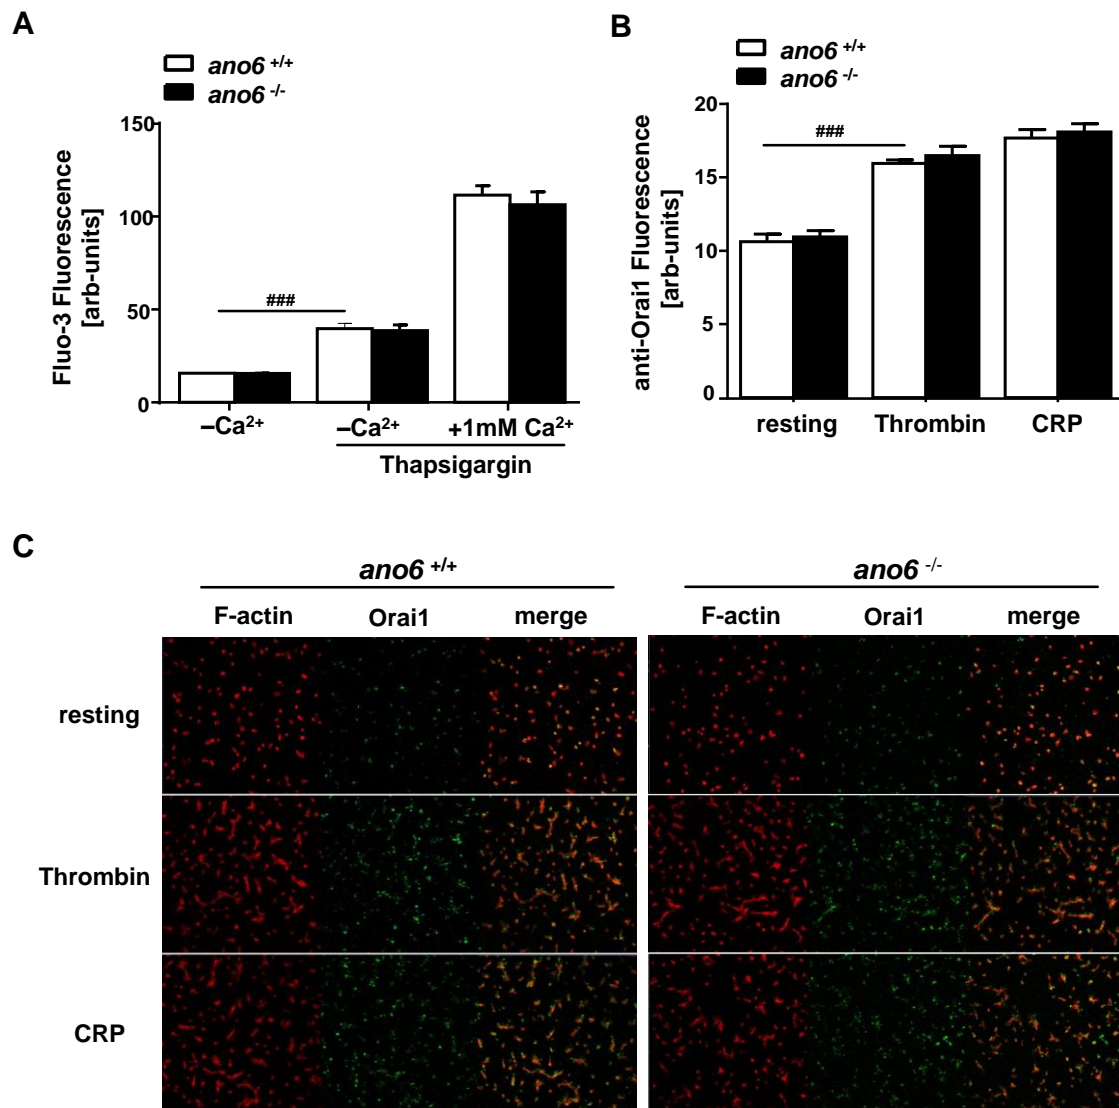 A
ano6 +/+
ano6 -/-
Fluo-3 Fluorescence
[arb-units]
150
100
50
0
###
–Ca2+
–Ca2+
+1mM Ca2+
Thapsigargin
B
ano6 +/+
ano6 -/-
anti-Orai1 Fluorescence
[arb-units]
20
15
10
5
0
###
resting
Thrombin
CRP
C
ano6 +/+
ano6 -/-
F-actin
Orai1
merge
F-actin
Orai1
merge
resting
Thrombin
CRP